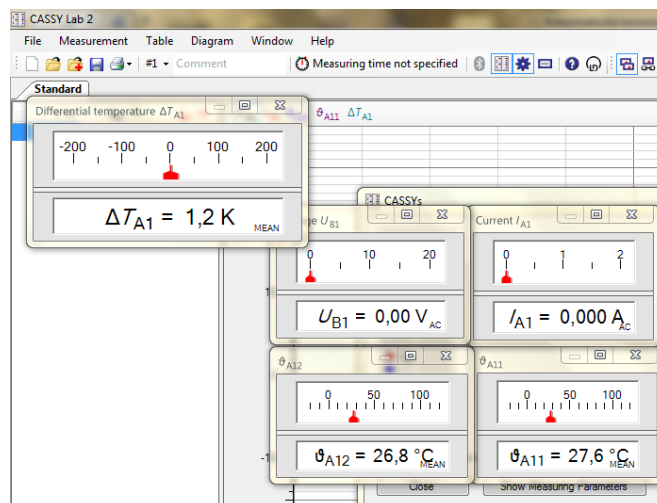 CASSY Lab 2
File Measurement Table Diagram Window Help
#1 Comment Measuring time not specified
Standard
Differential temperature ΔTA1
ϑA11 ΔTA1
-200 -100 0 100 200
ΔTA1 = 1,2 K MEAN
CASSYs
UB1
0 10 20
UB1 = 0,00 V AC
Current IA1
0 1 2
IA1 = 0,000 A AC
ϑA12
0 50 100
ϑA12 = 26,8 °C MEAN
ϑA11
0 50 100
ϑA11 = 27,6 °C MEAN
Close Show Measuring Parameters